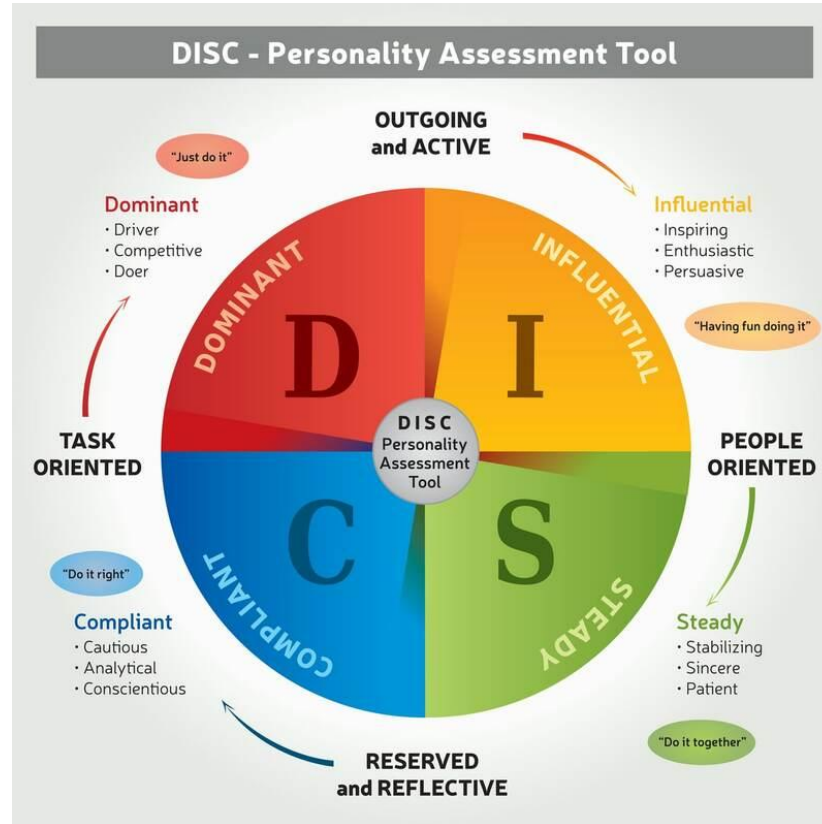 DISC - Personality Assessment Tool
OUTGOING
and ACTIVE
"Just do it"
Dominant
· Driver
· Competitive
· Doer
Influential
· Inspiring
· Enthusiastic
· Persuasive
"Having fun doing it"
DOMINANT
INFLUENTIAL
D
I
DISC
Personality
Assessment
Tool
TASK
ORIENTED
PEOPLE
ORIENTED
C
S
COMPLIANT
STEADY
"Do it right"
Compliant
· Cautious
· Analytical
· Conscientious
Steady
· Stabilizing
· Sincere
· Patient
"Do it together"
RESERVED
and REFLECTIVE